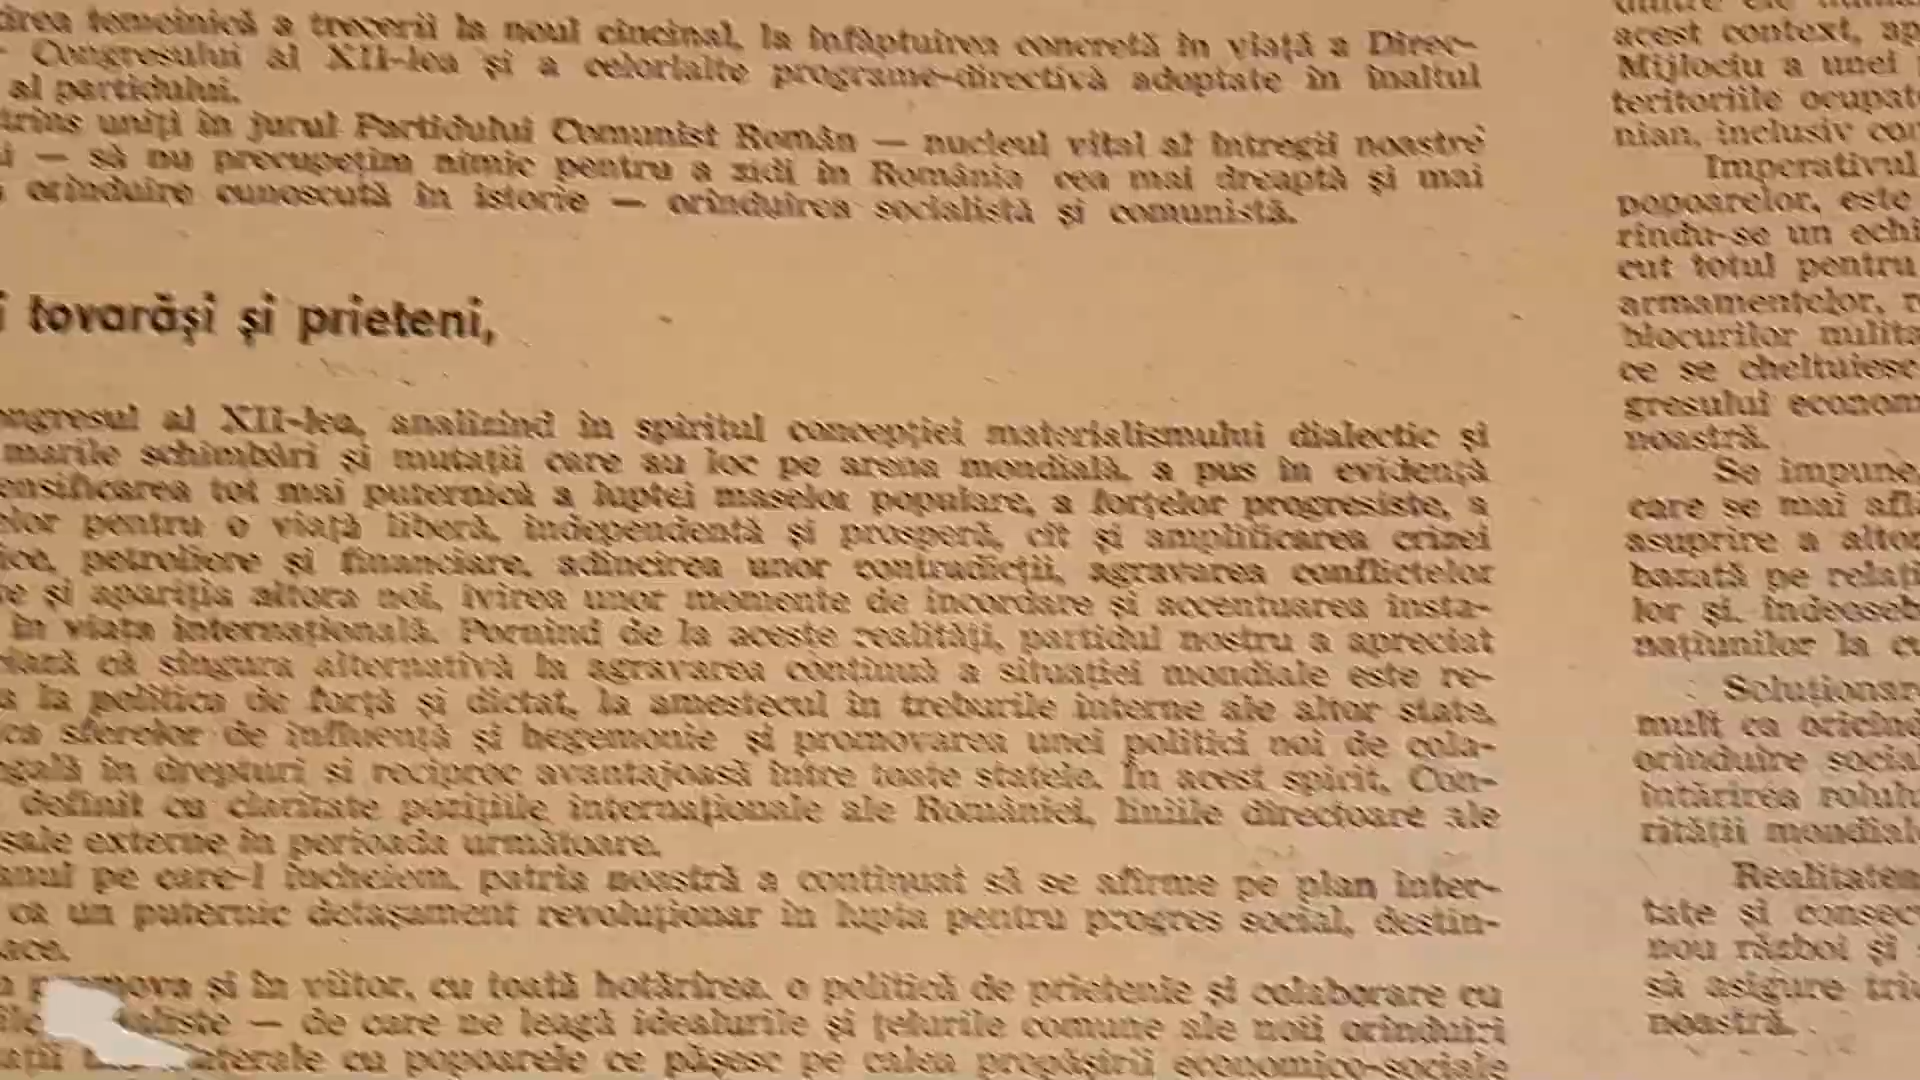 tirea temeinică a trecerii la noul cincinal, la înfăptuirea concretă în viață a Direc-
Congresului al XII-lea și a celorlalte programe-directivă adoptate în înaltul
al partidului.
uniți în jurul Partidului Comunist Român — nucleul vital al întregii noastre
— să nu precupețim nimic pentru a zidi în România cea mai dreaptă și mai
orînduire cunoscută în istorie — orînduirea socialistă și comunistă.
tovarăși și prieteni,
ongresul al XII-lea, analizînd în spiritul concepției materialismului dialectic și
marile schimbări și mutații care au loc pe arena mondială, a pus în evidență
ensificarea tot mai puternică a luptei maselor populare, a forțelor progresiste, a
elor pentru o viață liberă, independentă și prosperă, cît și amplificarea crizei
ice, petroliere și financiare, adîncirea unor contradicții, agravarea conflictelor
e și apariția altora noi, ivirea unor momente de încordare și accentuarea insta-
în viața internațională. Pornind de la aceste realități, partidul nostru a apreciat
că singura alternativă la agravarea continuă a situației mondiale este re-
la politica de forță și dictat, la amestecul în treburile interne ale altor state,
ca sferelor de influență și hegemonie și promovarea unei politici noi de cola-
egală în drepturi si reciproc avantajoasă între toate statele. În acest spirit, Con-
definit cu claritate pozițiile internaționale ale României, liniile directoare ale
sale externe în perioada următoare.
anul pe care-l încheiem, patria noastră a continuat să se afirme pe plan inter-
ca un puternic detașament revoluționar în lupta pentru progres social, destin-
ace.
și în viitor, cu toată hotărîrea, o politică de prietenie și colaborare cu
— de care ne leagă idealurile și țelurile comune ale noii orînduiri
cu popoarele ce pășesc pe calea propășirii economico-sociale
acest context, ap
Mijlociu a unei
teritoriile ocupate
nian, inclusiv con
Imperativul
popoarelor, este
rindu-se un echi
cut totul pentru
armamentelor, r
blocurilor milita
ce se cheltuiesc
gresului econom
noastră.
Se impune
care se mai afl
asuprire a altor
bazată pe relați
lor și, îndeoseb
națiunilor la cu
Soluționare
mult ca oricînd
orînduire social
întărirea rolulu
rității mondial
Realitatea
tate și consec
nou război și
să asigure tri
noastră.